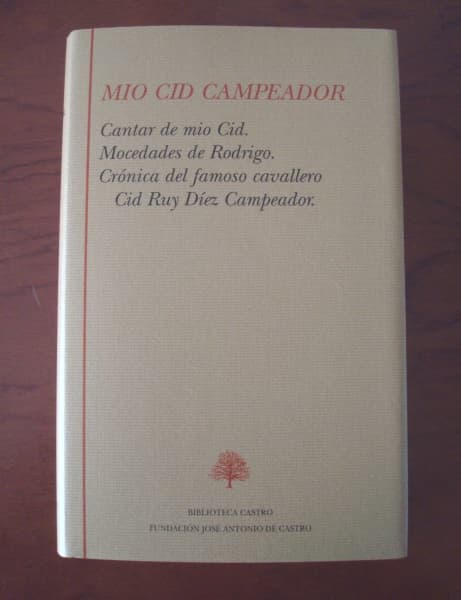 MIO CID CAMPEADOR
Cantar de mio Cid.
Mocedades de Rodrigo.
Crónica del famoso cavallero
Cid Ruy Díez Campeador.
BIBLIOTECA CASTRO
FUNDACIÓN JOSÉ ANTONIO DE CASTRO